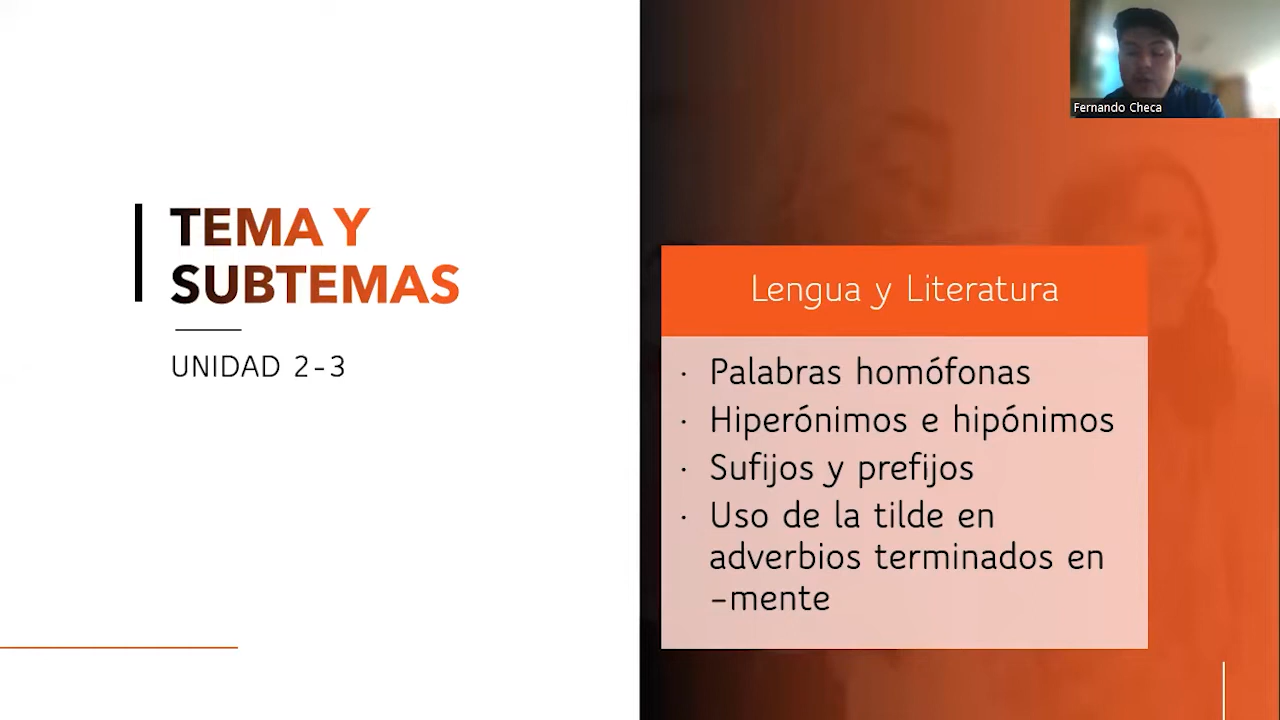 TEMA Y
SUBTEMAS
UNIDAD 2-3
Fernando Checa
Lengua y Literatura
· Palabras homófonas
· Hiperónimos e hipónimos
· Sufijos y prefijos
· Uso de la tilde en
adverbios terminados en
-mente